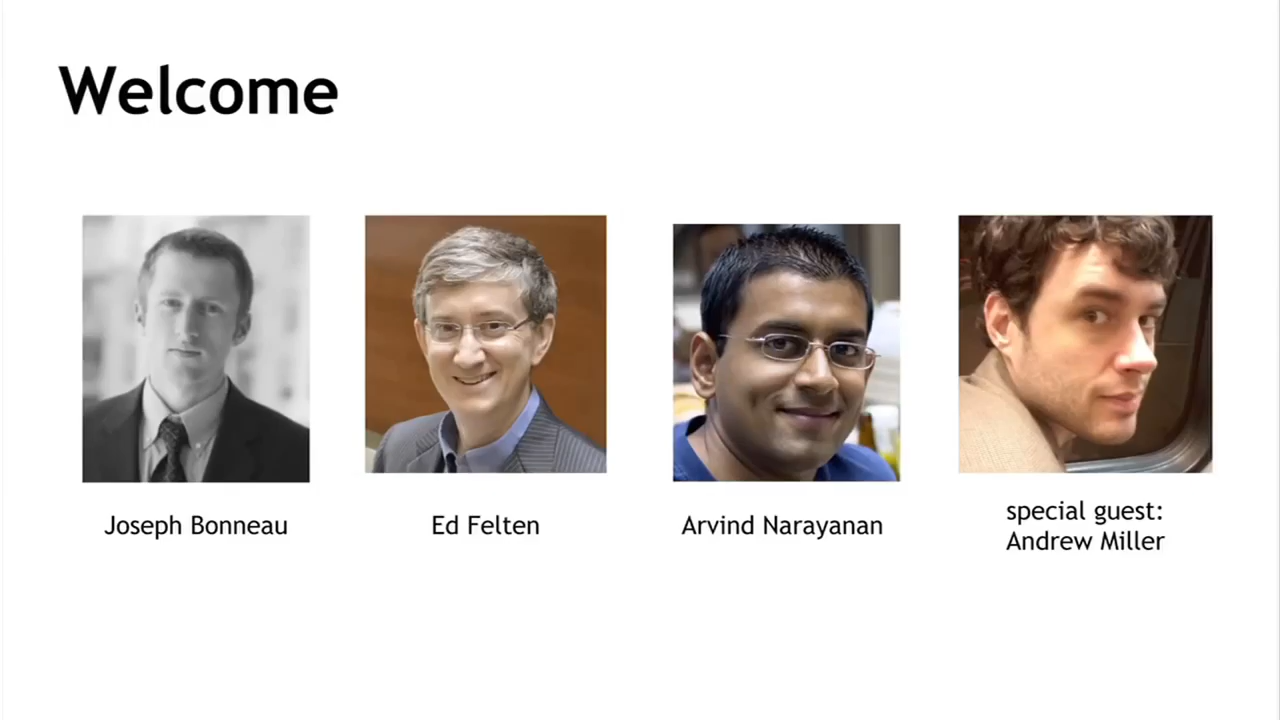 Welcome
Joseph Bonneau
Ed Felten
Arvind Narayanan
special guest:
Andrew Miller